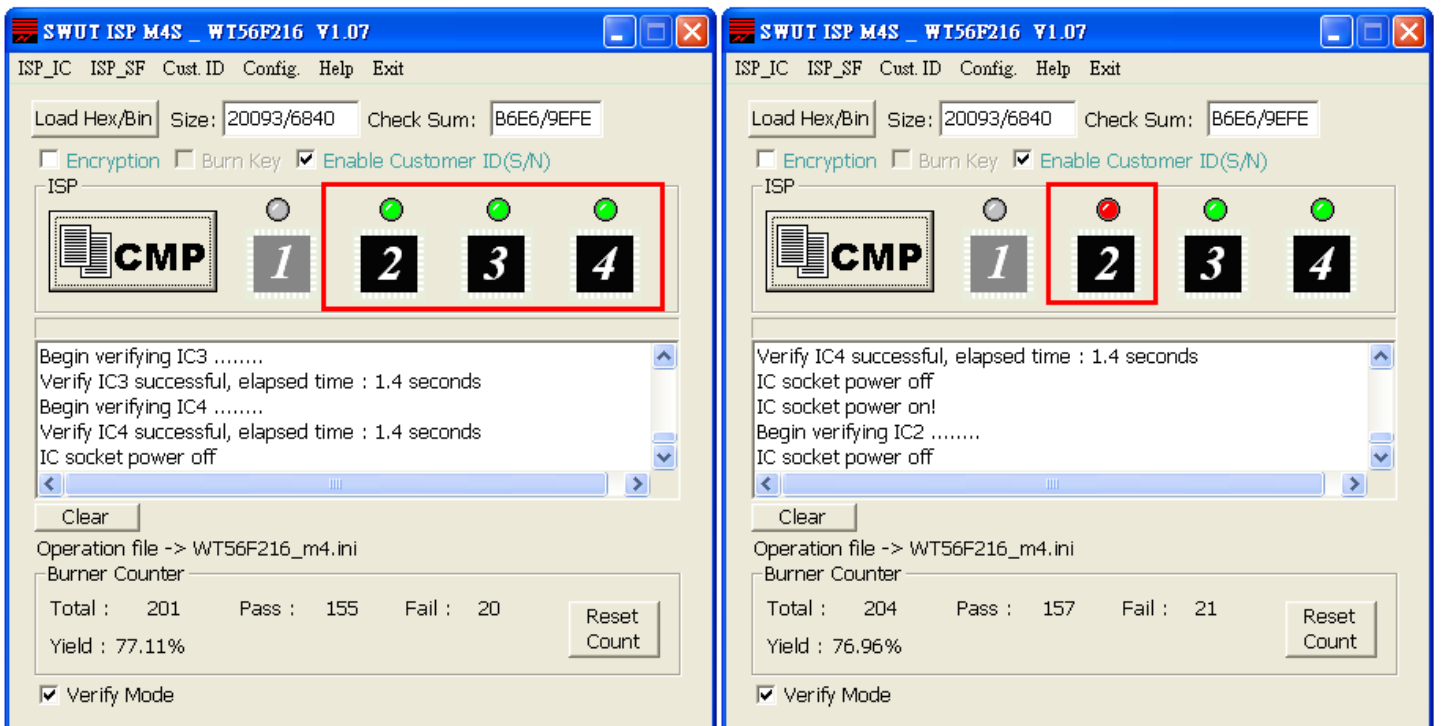 SWUT ISP M4S _ WT56F216 V1.07
ISP_IC ISP_SF Cust. ID Config. Help Exit
Load Hex/Bin Size: 20093/6840 Check Sum: B6E6/9EFE
Encryption Burn Key Enable Customer ID(S/N)
ISP
CMP 1 2 3 4
Begin verifying IC3 ........
Verify IC3 successful, elapsed time : 1.4 seconds
Begin verifying IC4 ........
Verify IC4 successful, elapsed time : 1.4 seconds
IC socket power off
Clear
Operation file -> WT56F216_m4.ini
Burner Counter
Total : 201 Pass : 155 Fail : 20
Yield : 77.11%
Reset
Count
Verify Mode
SWUT ISP M4S _ WT56F216 V1.07
ISP_IC ISP_SF Cust. ID Config. Help Exit
Load Hex/Bin Size: 20093/6840 Check Sum: B6E6/9EFE
Encryption Burn Key Enable Customer ID(S/N)
ISP
CMP 1 2 3 4
Verify IC4 successful, elapsed time : 1.4 seconds
IC socket power off
IC socket power on!
Begin verifying IC2 ........
IC socket power off
Clear
Operation file -> WT56F216_m4.ini
Burner Counter
Total : 204 Pass : 157 Fail : 21
Yield : 76.96%
Reset
Count
Verify Mode